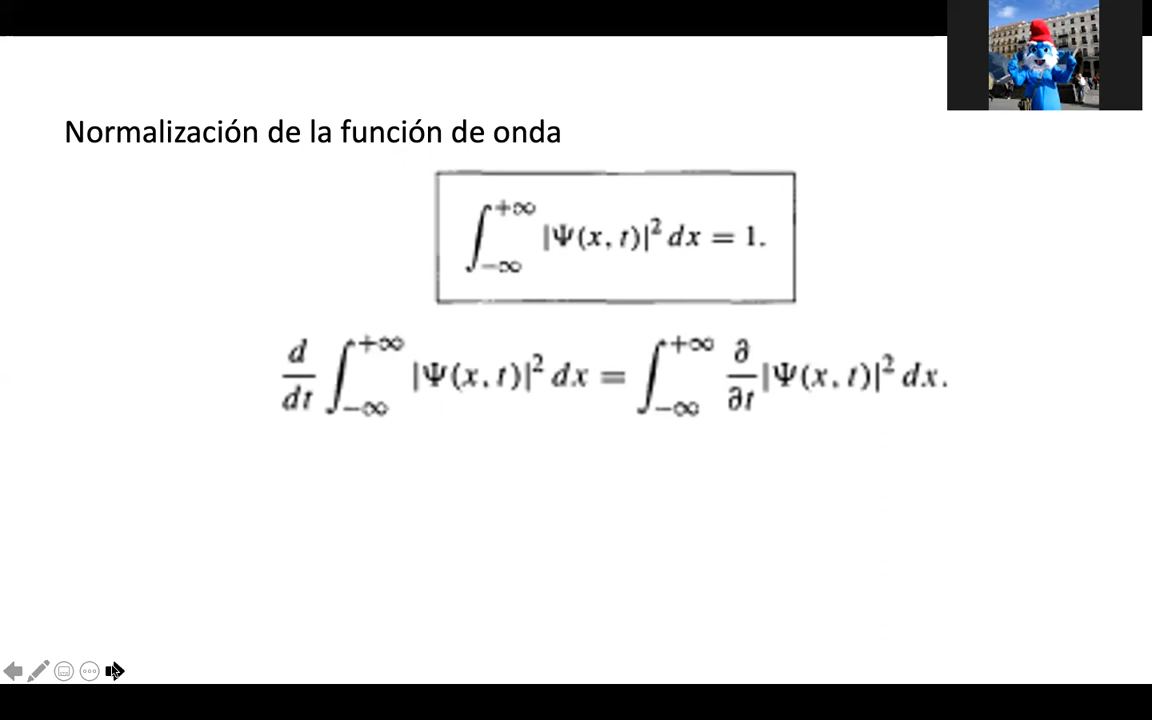 Normalización de la función de onda
∫_{-∞}^{+∞} |Ψ(x, t)|² dx = 1.
d/dt ∫_{-∞}^{+∞} |Ψ(x, t)|² dx = ∫_{-∞}^{+∞} ∂/∂t |Ψ(x, t)|² dx.